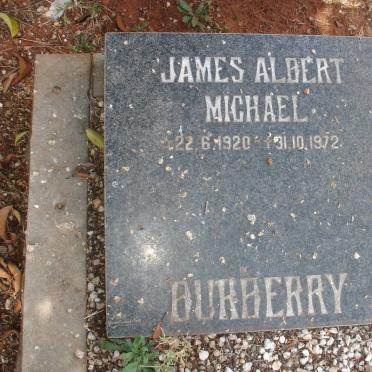 JAMES ALBERT
MICHAEL
22.6.1920 †31.10.1972
BURBERRY